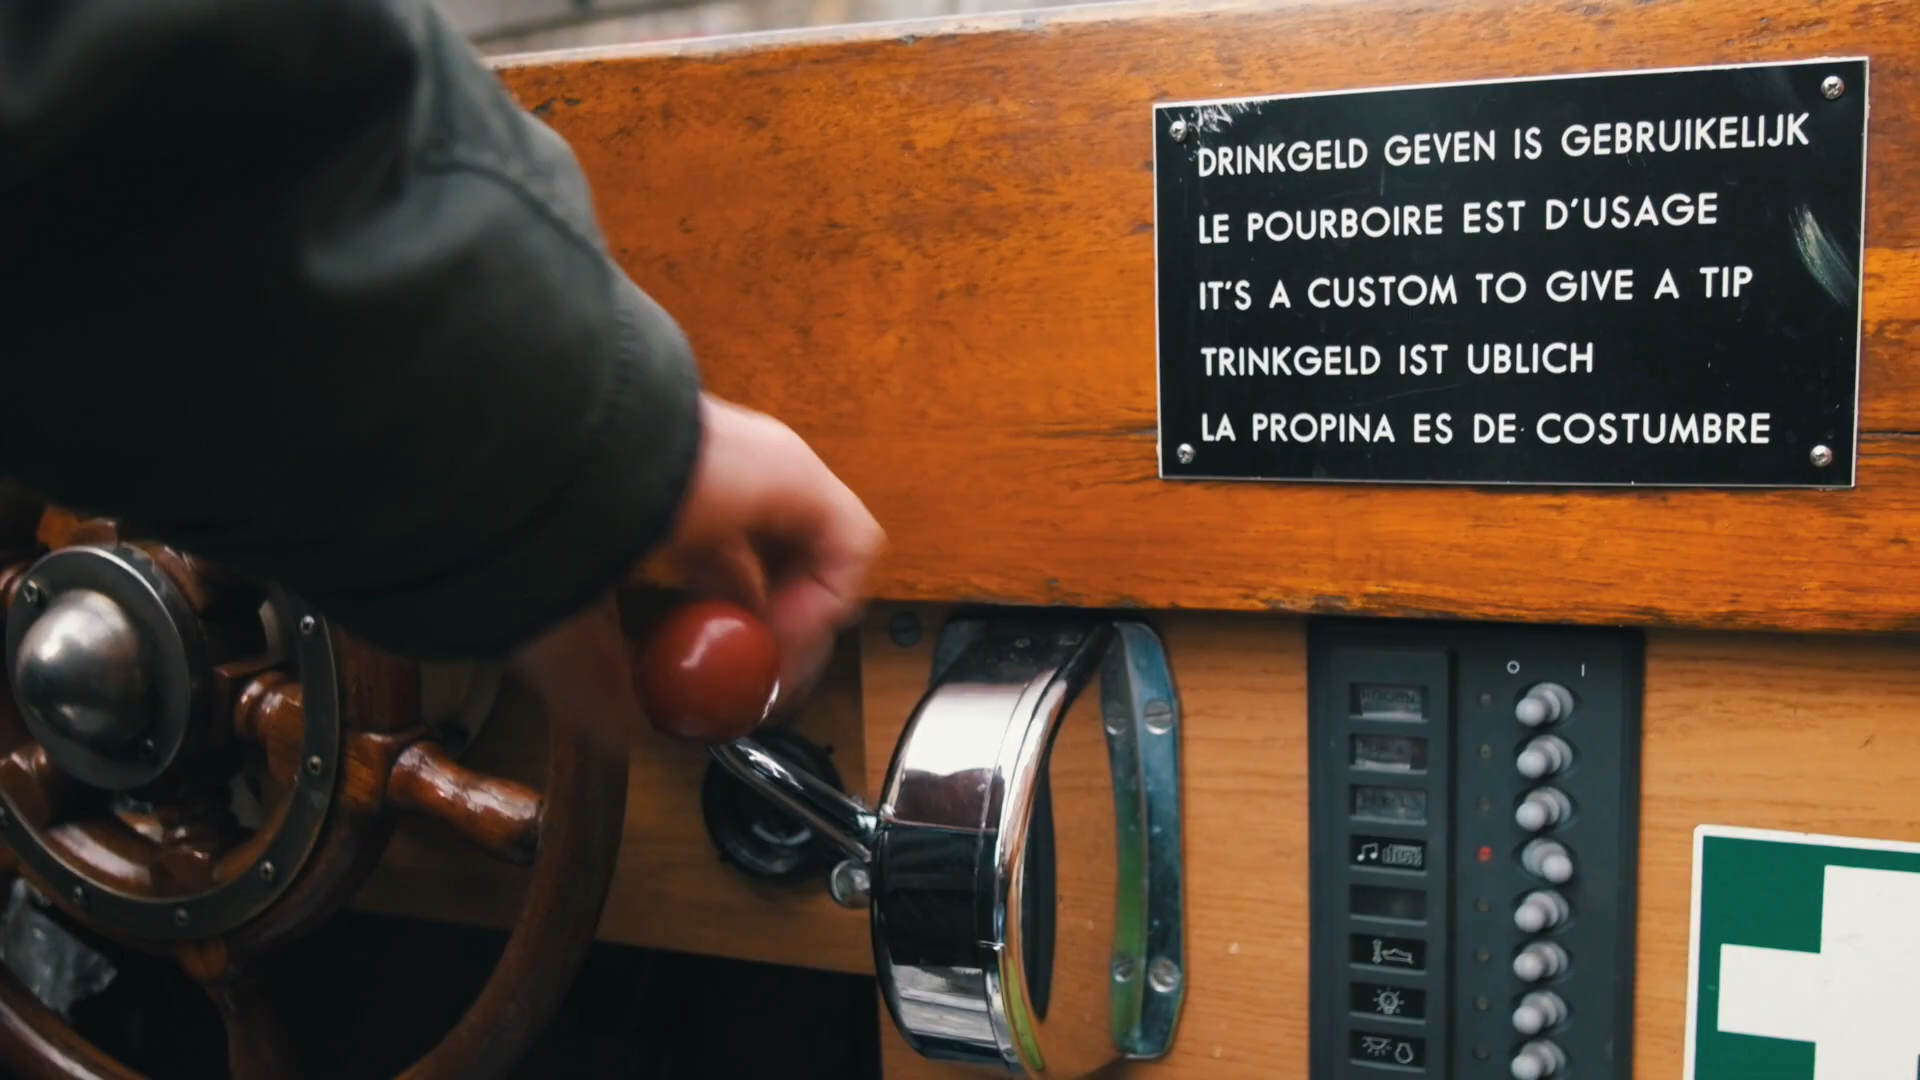 DRINKGELD GEVEN IS GEBRUIKELIJK
LE POURBOIRE EST D'USAGE
IT'S A CUSTOM TO GIVE A TIP
TRINKGELD IST UBLICH
LA PROPINA ES DE COSTUMBRE
O I